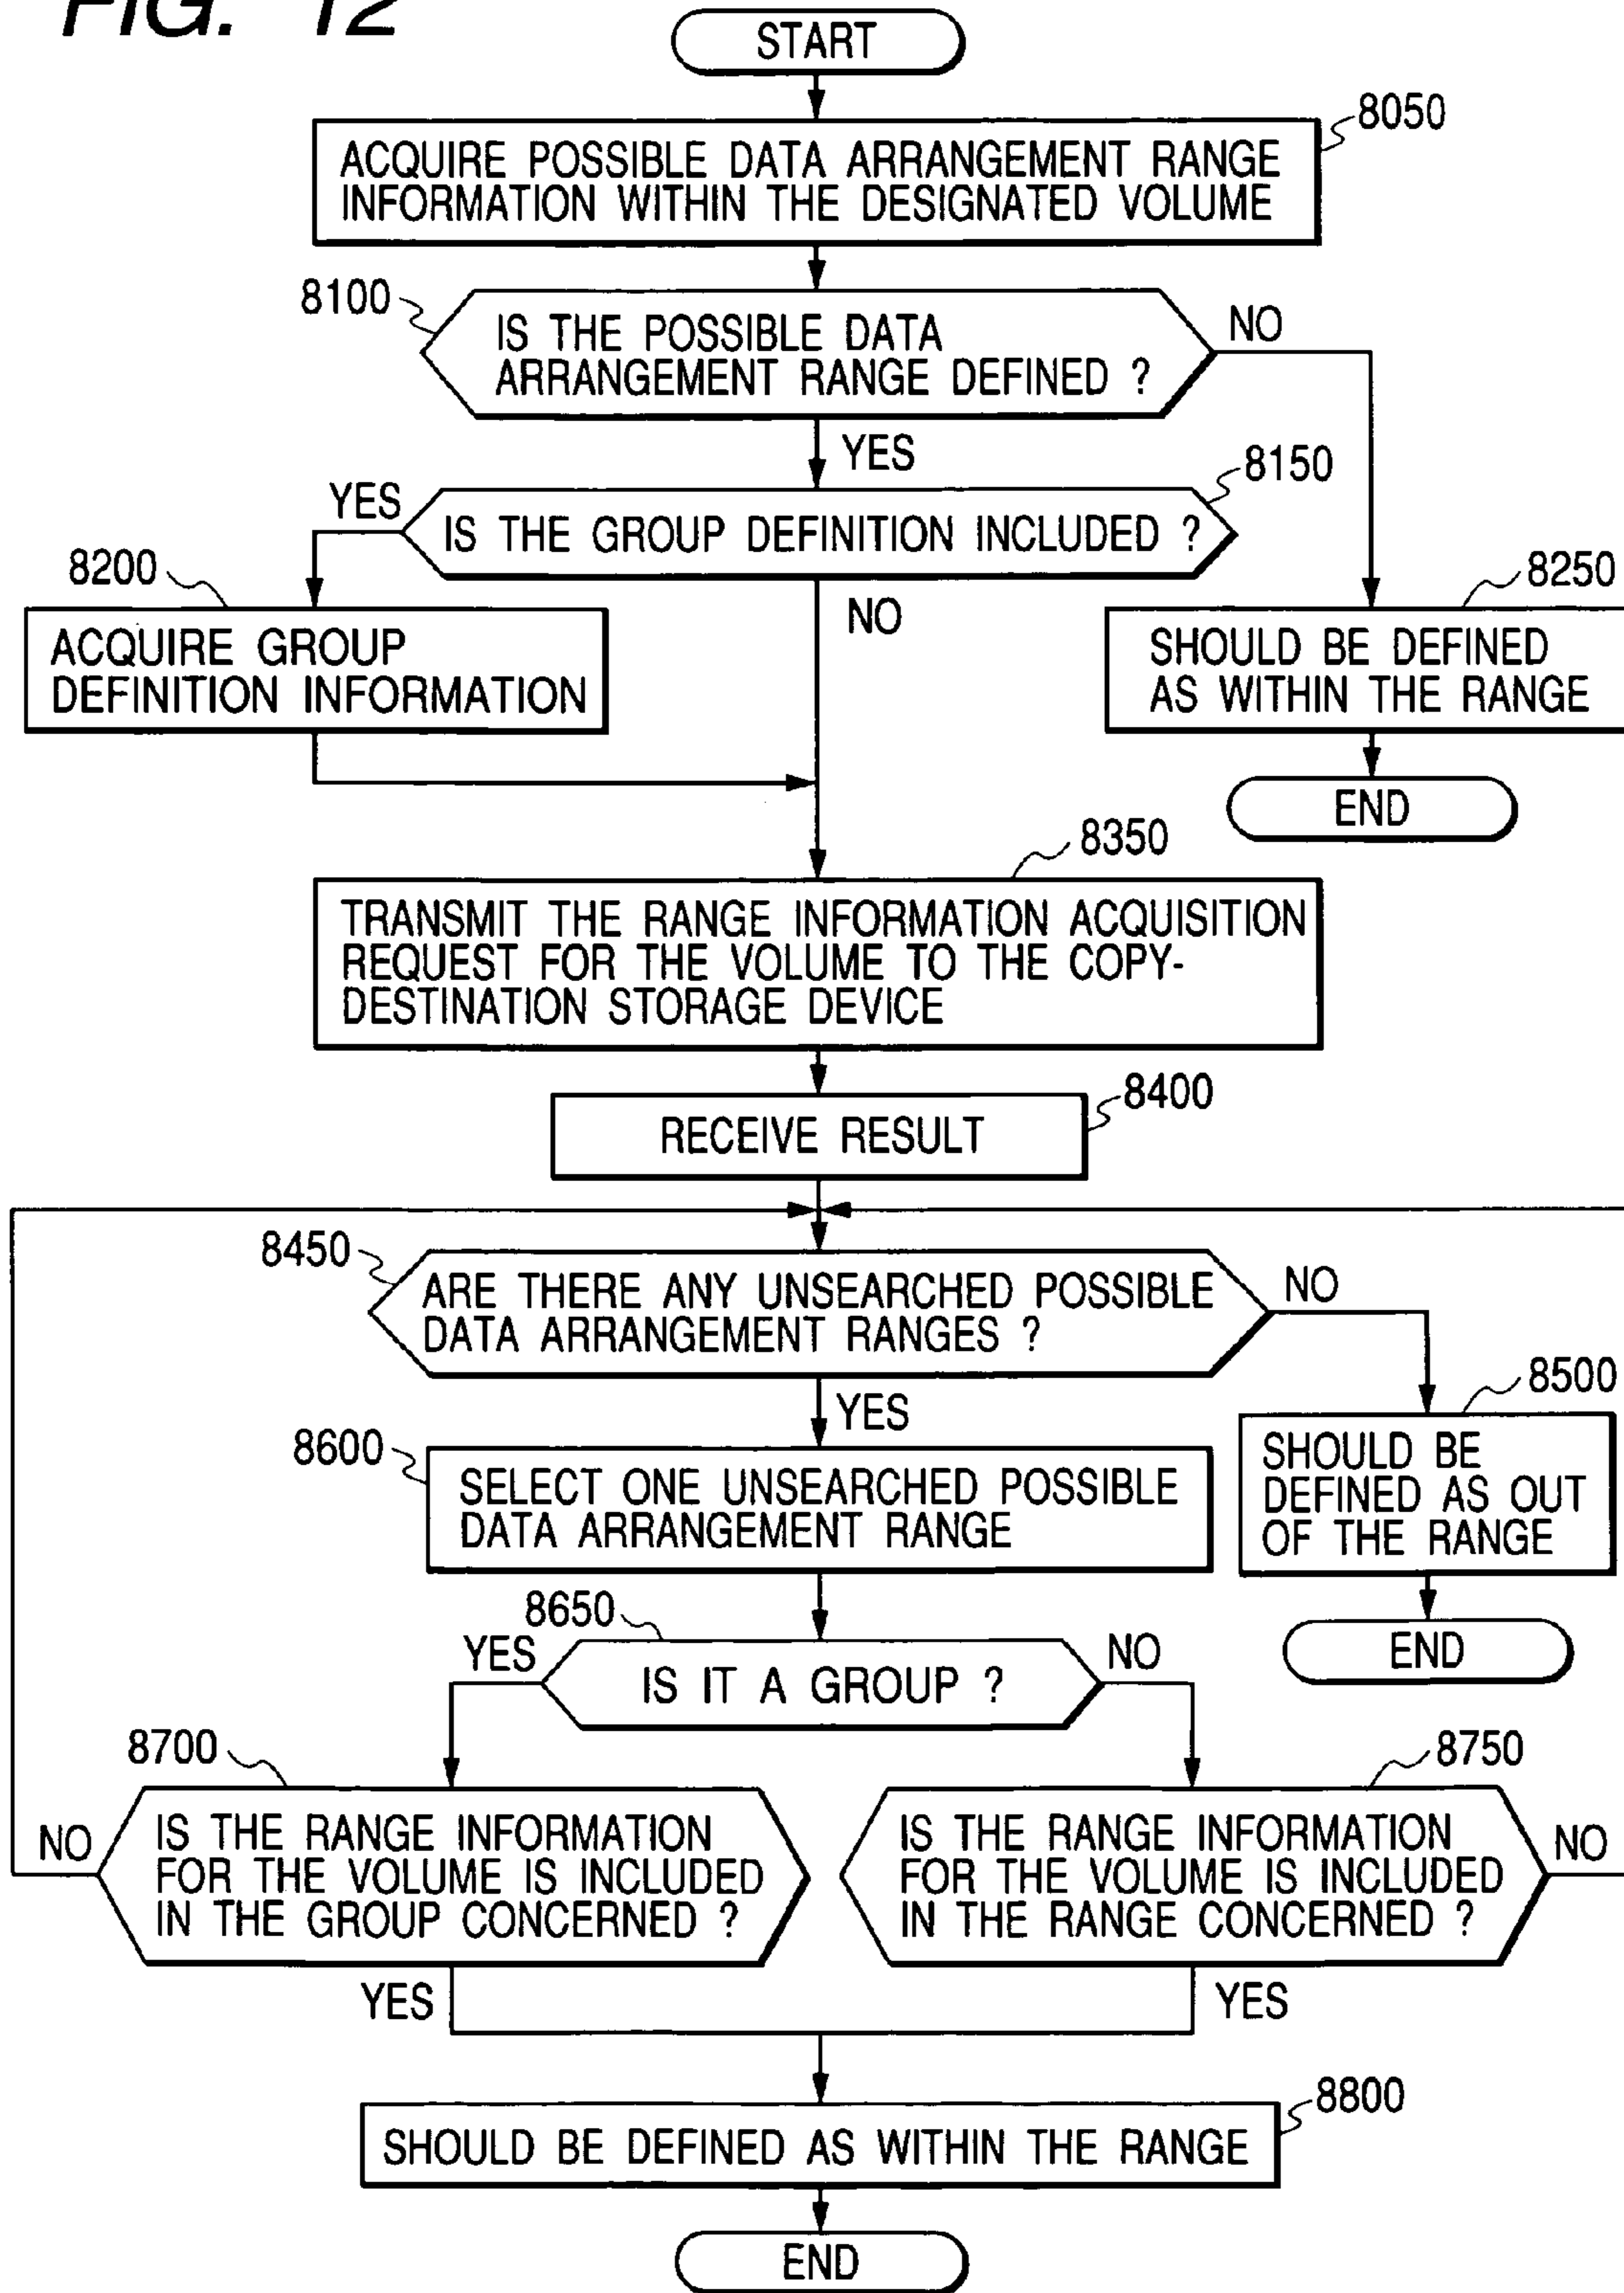 FIG. 12
START
8050
ACQUIRE POSSIBLE DATA ARRANGEMENT RANGE
INFORMATION WITHIN THE DESIGNATED VOLUME
8100
IS THE POSSIBLE DATA
ARRANGEMENT RANGE DEFINED ?
NO
YES
8150
YES
IS THE GROUP DEFINITION INCLUDED ?
8200
NO
8250
ACQUIRE GROUP
DEFINITION INFORMATION
SHOULD BE DEFINED
AS WITHIN THE RANGE
END
8350
TRANSMIT THE RANGE INFORMATION ACQUISITION
REQUEST FOR THE VOLUME TO THE COPY-
DESTINATION STORAGE DEVICE
8400
RECEIVE RESULT
8450
ARE THERE ANY UNSEARCHED POSSIBLE
DATA ARRANGEMENT RANGES ?
NO
YES
8500
SHOULD BE
DEFINED AS OUT
OF THE RANGE
END
8600
SELECT ONE UNSEARCHED POSSIBLE
DATA ARRANGEMENT RANGE
8650
YES
IS IT A GROUP ?
NO
8700
NO
IS THE RANGE INFORMATION
FOR THE VOLUME IS INCLUDED
IN THE GROUP CONCERNED ?
YES
8750
IS THE RANGE INFORMATION
FOR THE VOLUME IS INCLUDED
IN THE RANGE CONCERNED ?
NO
YES
8800
SHOULD BE DEFINED AS WITHIN THE RANGE
END